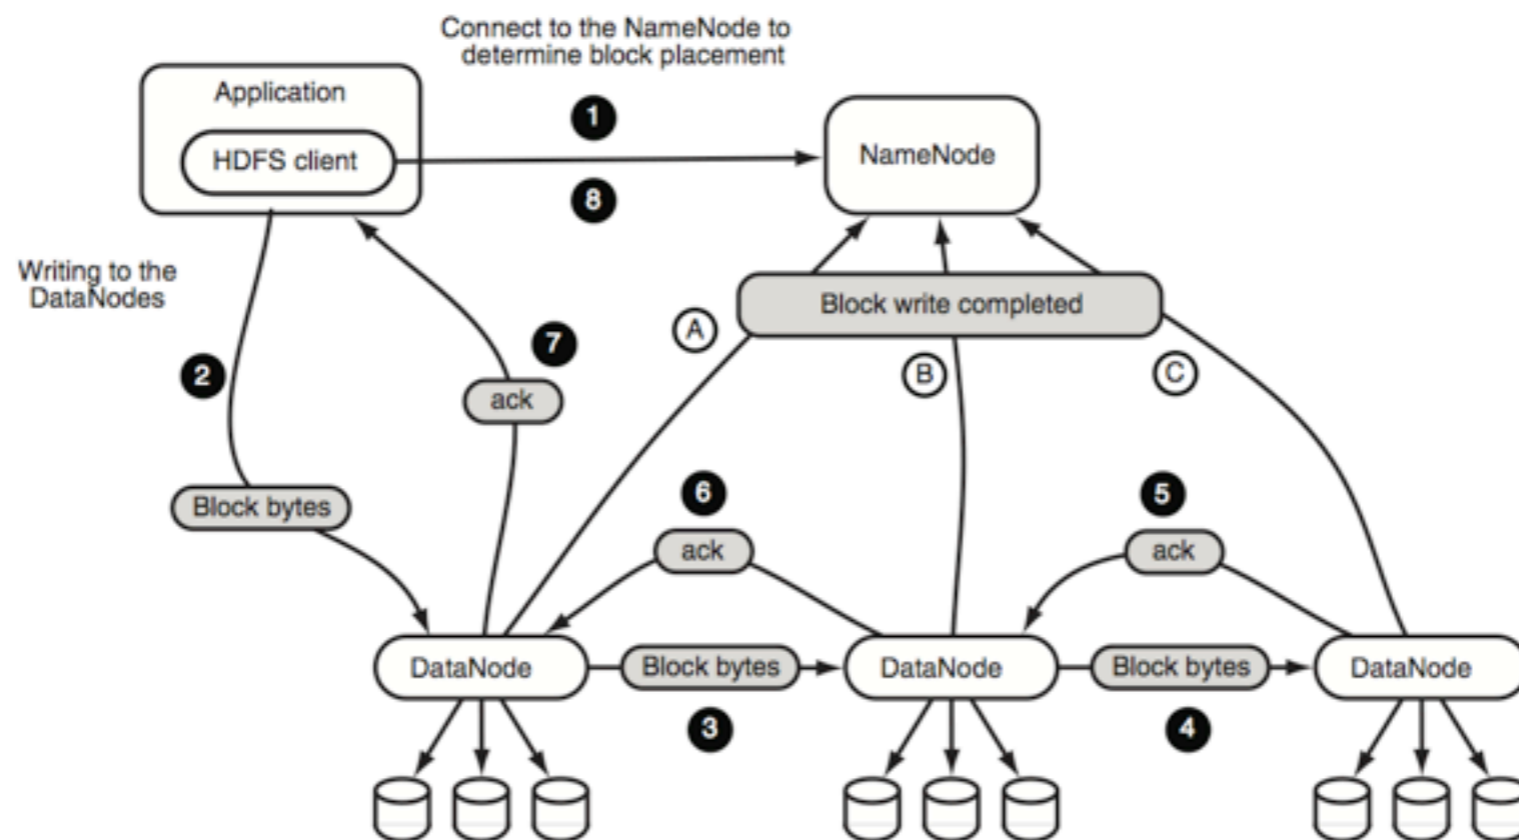 Connect to the NameNode to
determine block placement
Application
1
HDFS client
NameNode
8
Writing to the
DataNodes
Block write completed
A
7
B
C
2
ack
6
5
Block bytes
ack
ack
DataNode
Block bytes
DataNode
Block bytes
DataNode
3
4